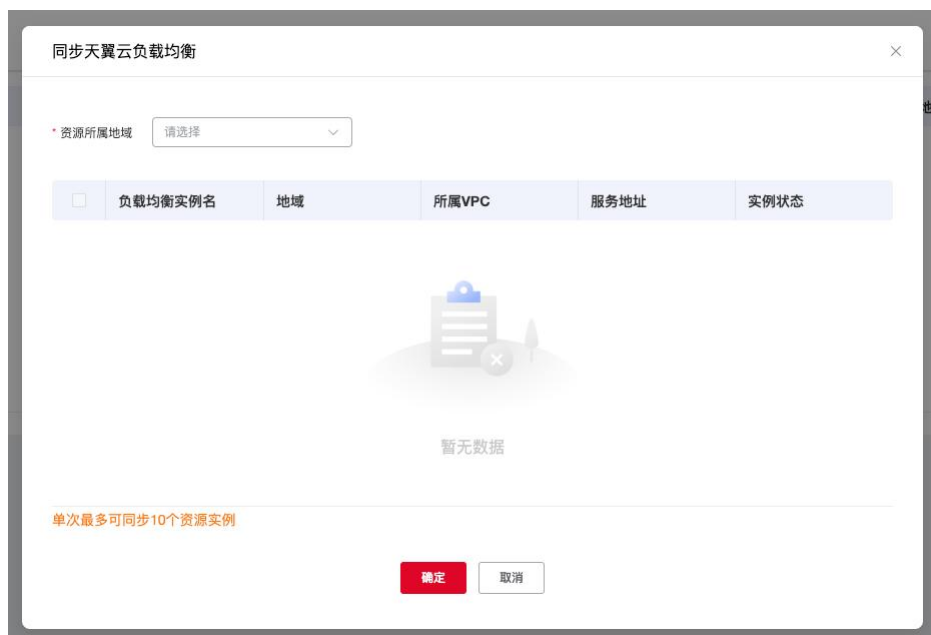 同步天翼云负载均衡
* 资源所属地域 请选择
负载均衡实例名 地域 所属VPC 服务地址 实例状态
暂无数据
单次最多可同步10个资源实例
确定 取消